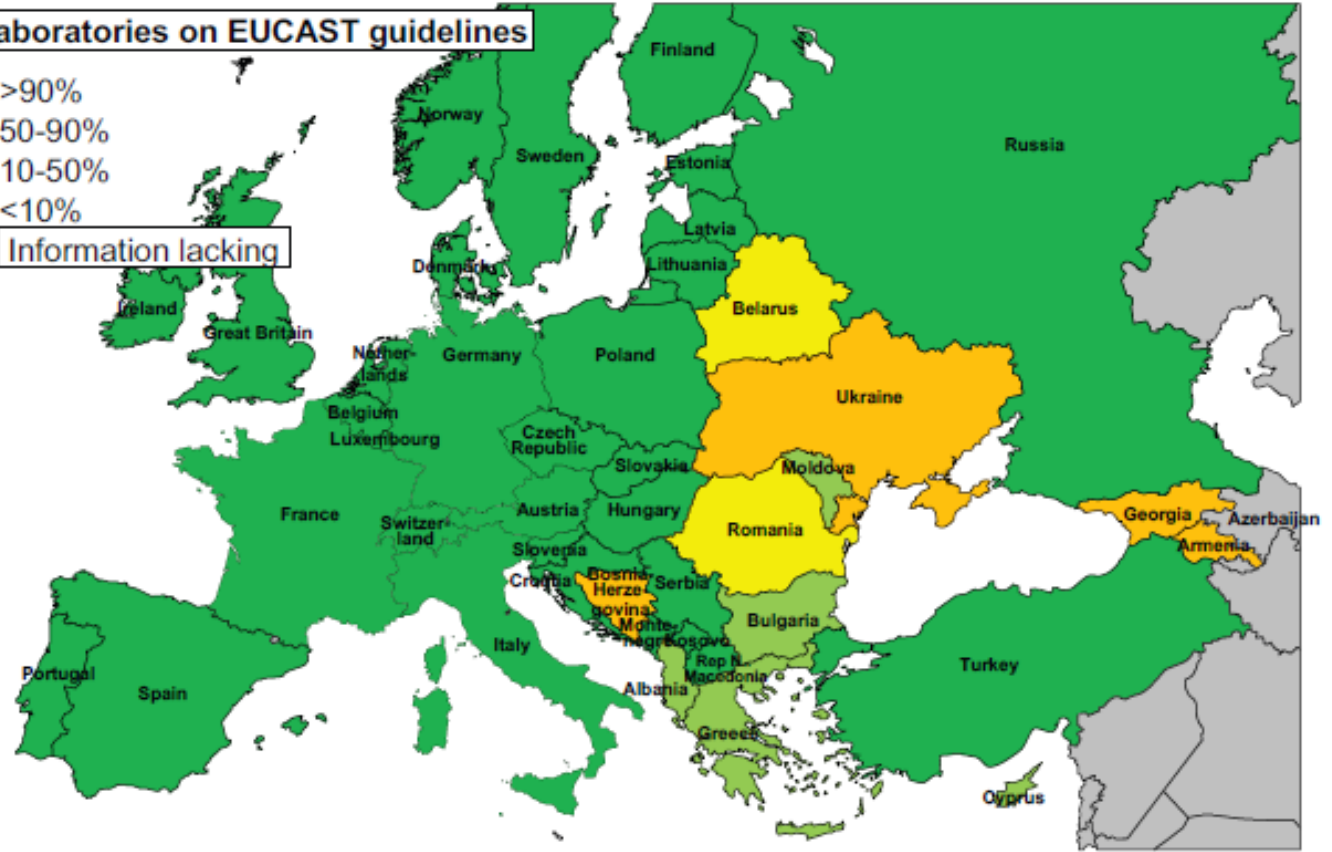 aboratories on EUCAST guidelines
>90%
50-90%
10-50%
<10%
Information lacking
Finland
Norway
Sweden
Russia
Estonia
Latvia
Lithuania
Denmark
Ireland
Great Britain
Belarus
Nether-
lands
Germany
Poland
Ukraine
Belgium
Luxembourg
Czech
Republic
Slovakia
Moldova
France
Switzer-
land
Austria
Hungary
Romania
Georgia
Azerbaijan
Armenia
Slovenia
Croatia
Bosnia-
Herze-
govina
Serbia
Monte-
negro
Kosovo
Bulgaria
Italy
Rep N
Macedonia
Albania
Turkey
Portugal
Spain
Greece
Cyprus